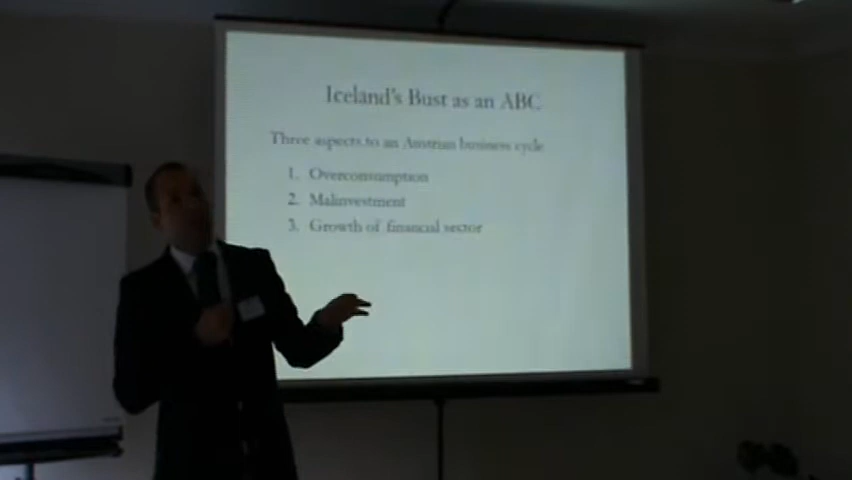 Iceland's Bust as an ABC
Three aspects to an Austrian business cycle
1. Overconsumption
2. Malinvestment
3. Growth of financial sector